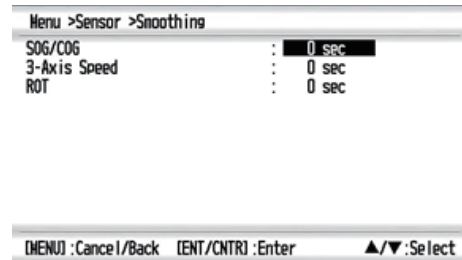 Menu >Sensor >Smoothing
SOG/COG : 0 sec
3-Axis Speed : 0 sec
ROT : 0 sec
[MENU] :Cancel/Back [ENT/CNTR] :Enter ▲/▼:Select